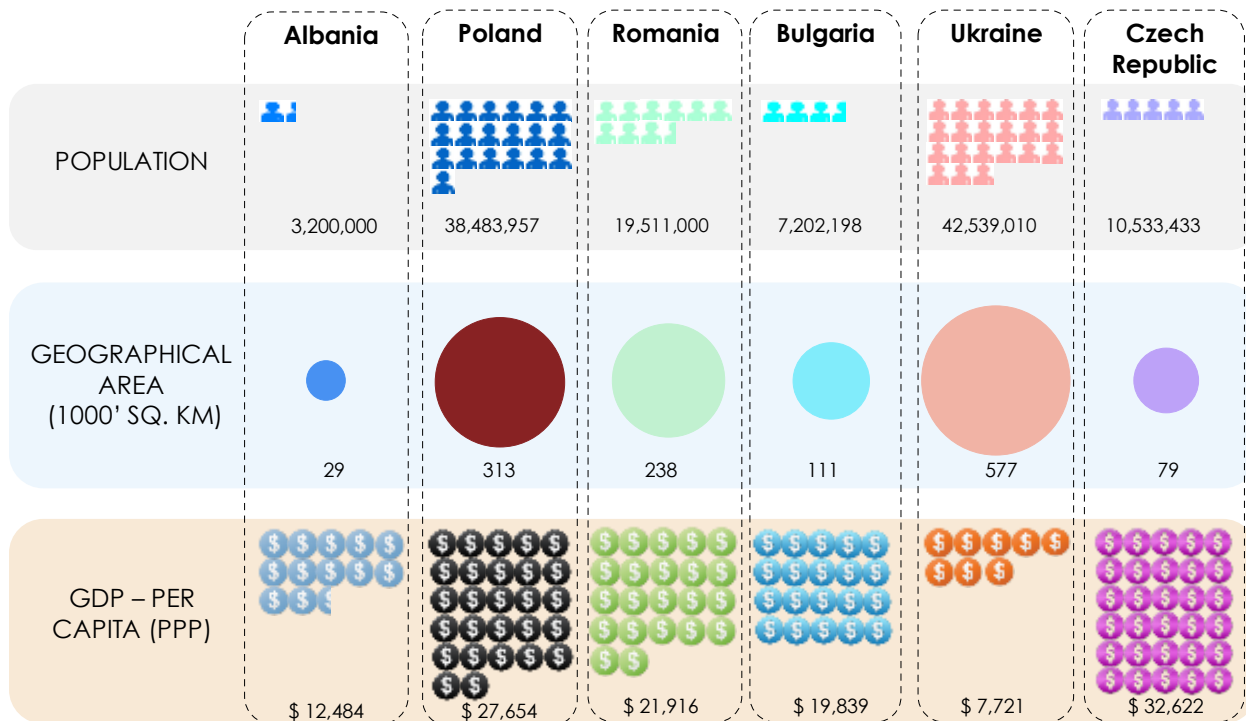 Albania
Poland
Romania
Bulgaria
Ukraine
Czech
Republic
POPULATION
3,200,000
38,483,957
19,511,000
7,202,198
42,539,010
10,533,433
GEOGRAPHICAL
AREA
(1000' SQ. KM)
29
313
238
111
577
79
GDP – PER
CAPITA (PPP)
$ 12,484
$ 27,654
$ 21,916
$ 19,839
$ 7,721
$ 32,622